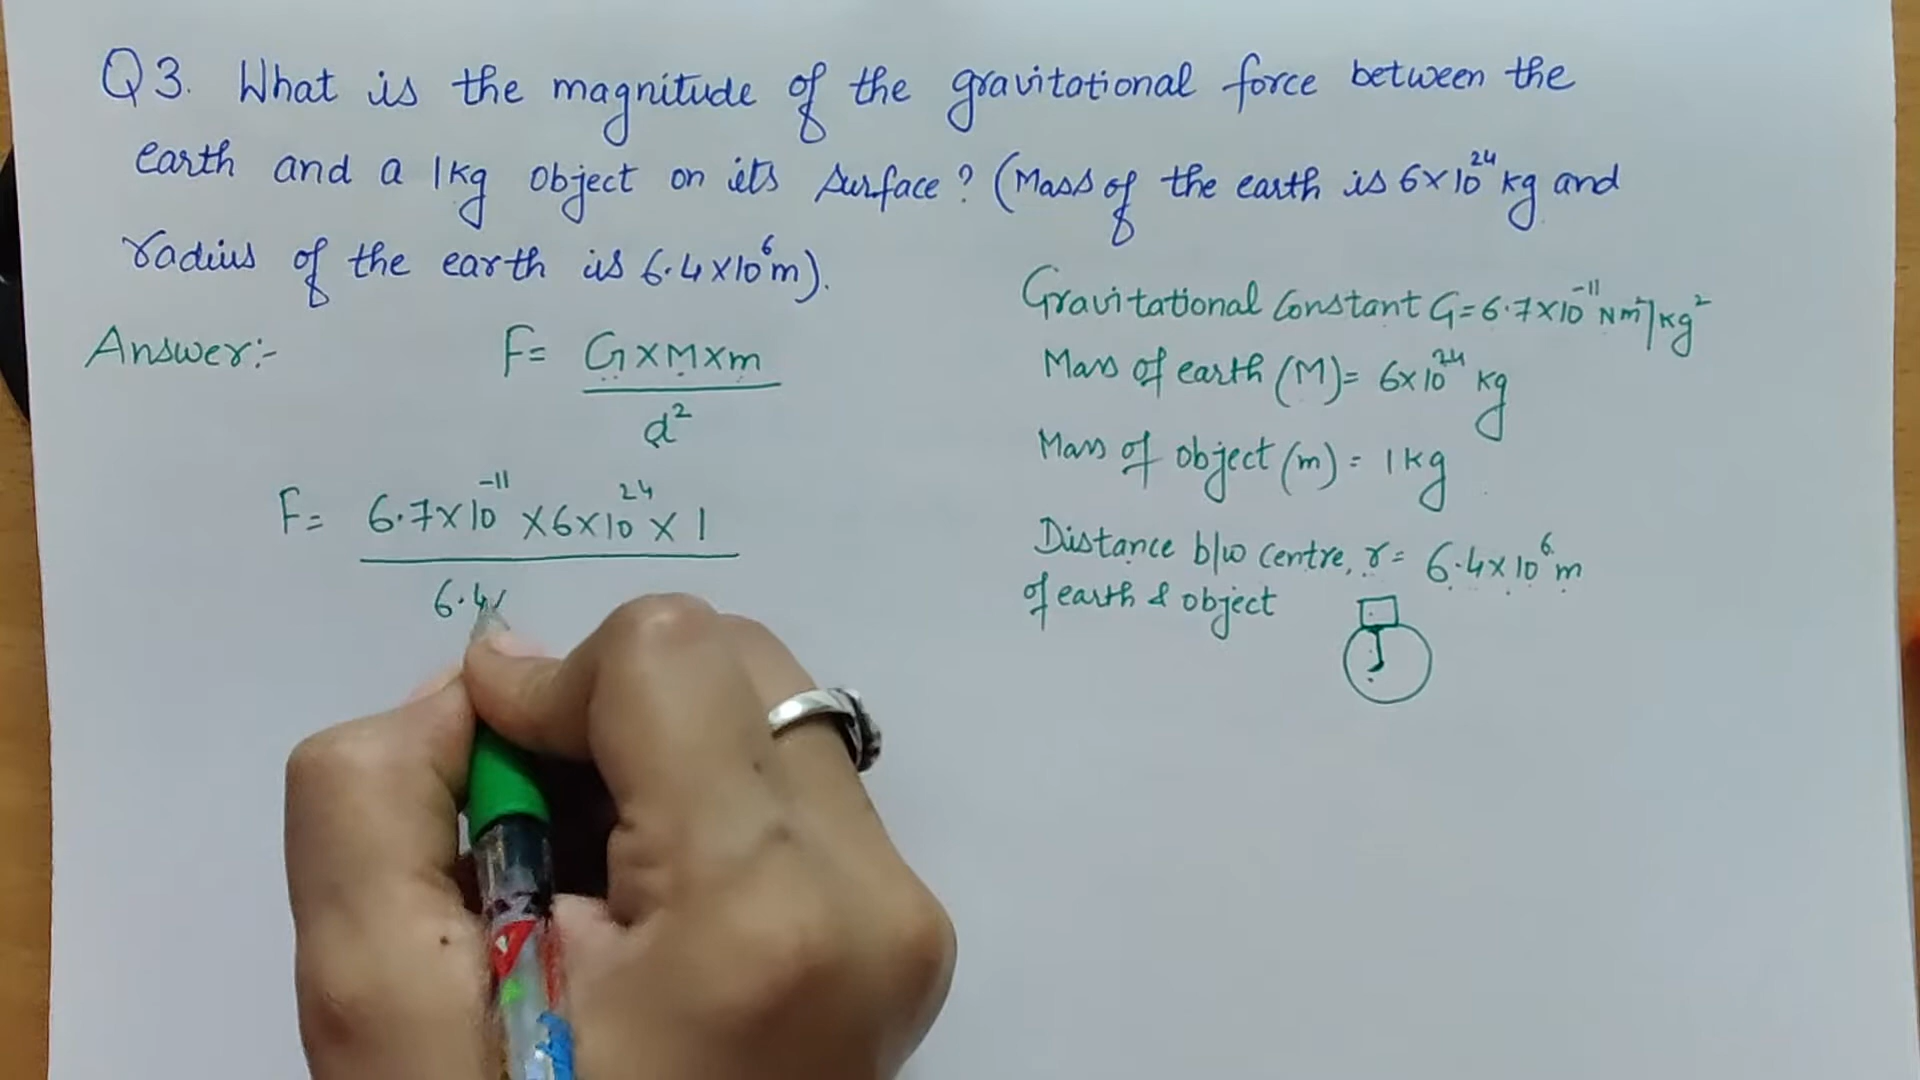 Q3. What is the magnitude of the gravitational force between the
earth and a 1kg object on its surface? (Mass of the earth is 6×10²⁴ kg and
radius of the earth is 6.4×10⁶m).
Answer:-
F= G×M×m
d²
F= 6.7×10⁻¹¹ ×6×10²⁴ × 1
6.4
Gravitational Constant G=6.7×10⁻¹¹ Nm²/kg²
Mass of earth (M)= 6×10²⁴ kg
Mass of object (m) = 1kg
Distance b/w centre, r= 6.4×10⁶ m
of earth & object